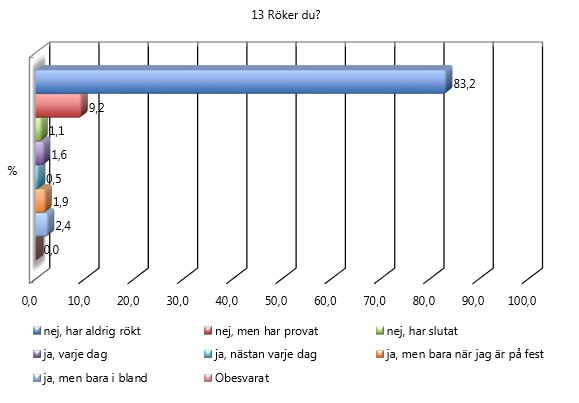 13 Röker du?
83,2
9,2
1,1
1,6
%
0,5
1,9
2,4
0,0
0,0 10,0 20,0 30,0 40,0 50,0 60,0 70,0 80,0 90,0 100,0
nej, har aldrig rökt nej, men har provat nej, har slutat
ja, varje dag ja, nästan varje dag ja, men bara när jag är på fest
ja, men bara i bland Obesvarat